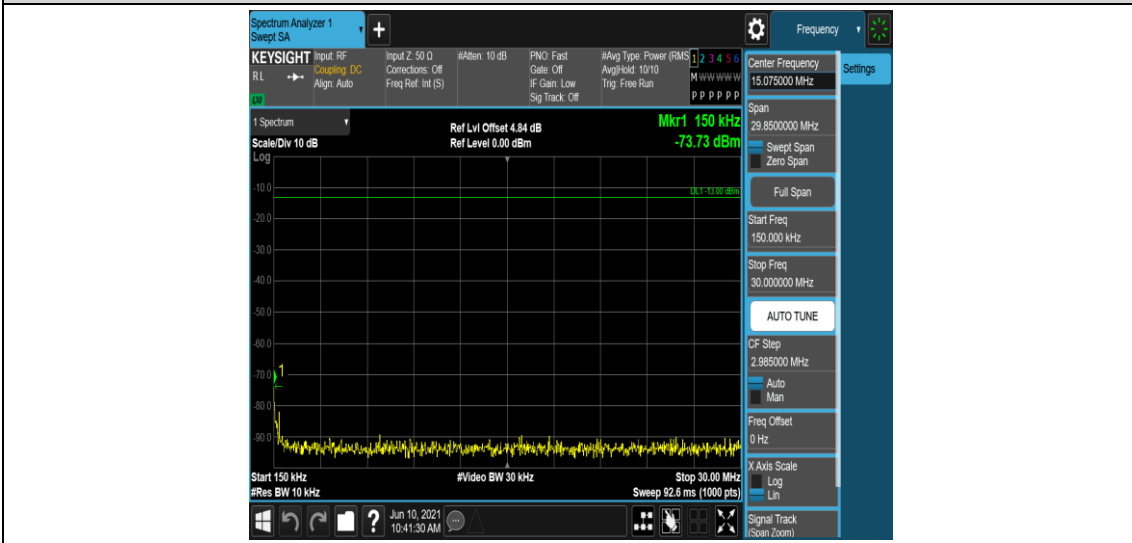 Spectrum Analyzer 1
Swept SA
+
Frequency
KEYSIGHT
RL
Input: RF
Coupling: DC
Align: Auto
Input Z: 50 Ω
Corrections: Off
Freq Ref: Int (S)
#Atten: 10 dB
PNO: Fast
Gate: Off
IF Gain: Low
Sig Track: Off
#Avg Type: Power (RMS
Avg|Hold: 10/10
Trig: Free Run
1 2 3 4 5 6
M W W W W W
P P P P P P
1 Spectrum
Scale/Div 10 dB
Log
Ref Lvl Offset 4.84 dB
Ref Level 0.00 dBm
Mkr1 150 kHz
-73.73 dBm
DL1 -13.00 dBm
-10.0
-20.0
-30.0
-40.0
-50.0
-60.0
-70.0
1
-80.0
-90.0
Start 150 kHz
#Res BW 10 kHz
#Video BW 30 kHz
Stop 30.00 MHz
Sweep 92.6 ms (1000 pts)
?
Jun 10, 2021
10:41:30 AM
Center Frequency
15.075000 MHz
Settings
Span
29.8500000 MHz
Swept Span
Zero Span
Full Span
Start Freq
150.000 kHz
Stop Freq
30.000000 MHz
AUTO TUNE
CF Step
2.985000 MHz
Auto
Man
Freq Offset
0 Hz
X Axis Scale
Log
Lin
Signal Track
(Span Zoom)